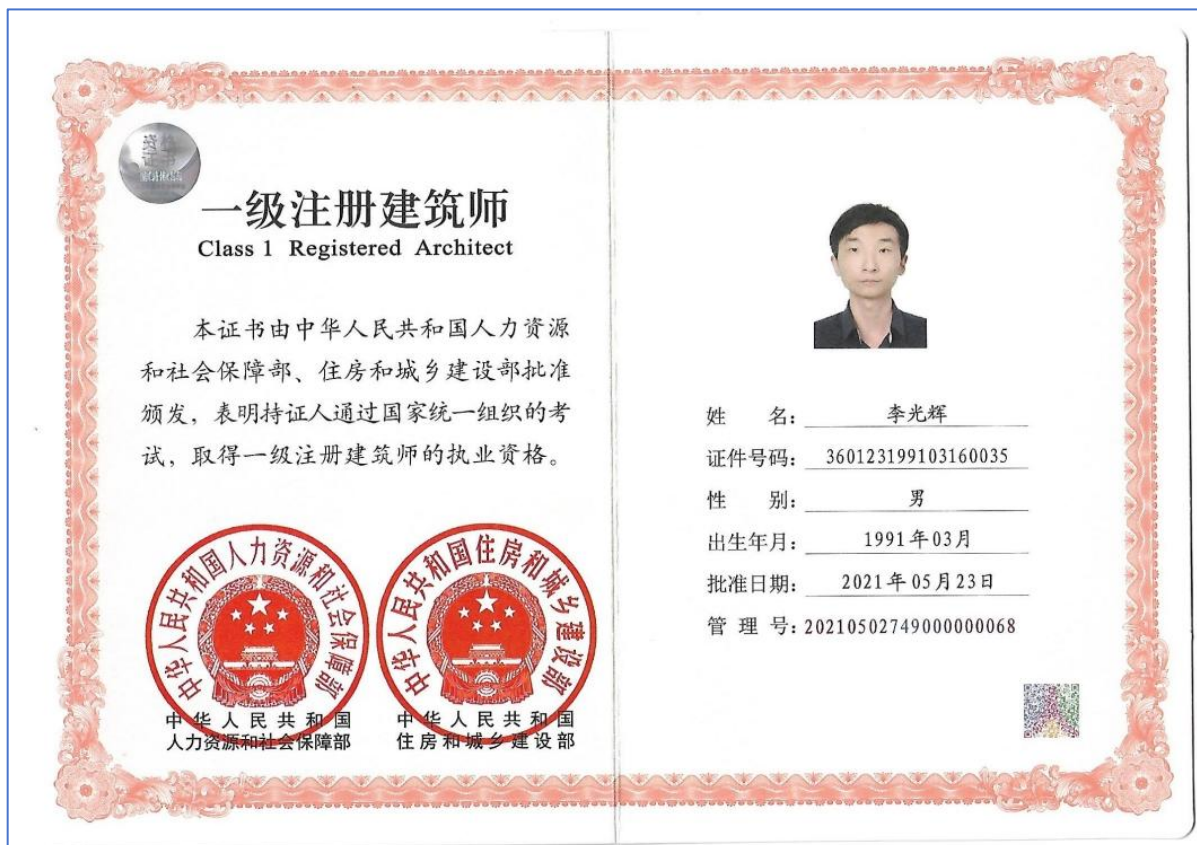 一级注册建筑师
Class 1 Registered Architect
本证书由中华人民共和国人力资源
和社会保障部、住房和城乡建设部批准
颁发，表明持证人通过国家统一组织的考
试，取得一级注册建筑师的执业资格。
中华人民共和国人力资源和社会保障部
中华人民共和国
人力资源和社会保障部
中华人民共和国住房和城乡建设部
中华人民共和国
住房和城乡建设部
姓 名：李光辉
证件号码：360123199103160035
性 别：男
出生年月：1991年03月
批准日期：2021年05月23日
管 理 号：20210502749000000068